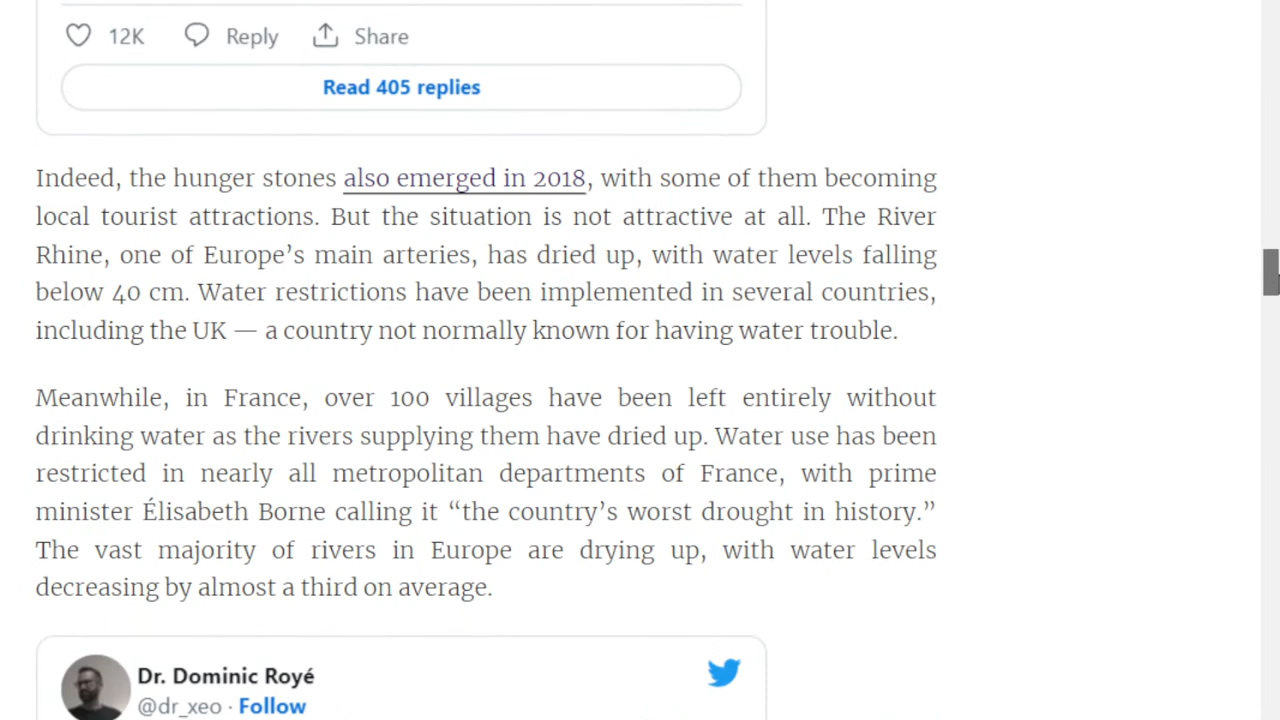 12K Reply Share
Read 405 replies
Indeed, the hunger stones also emerged in 2018, with some of them becoming
local tourist attractions. But the situation is not attractive at all. The River
Rhine, one of Europe’s main arteries, has dried up, with water levels falling
below 40 cm. Water restrictions have been implemented in several countries,
including the UK — a country not normally known for having water trouble.
Meanwhile, in France, over 100 villages have been left entirely without
drinking water as the rivers supplying them have dried up. Water use has been
restricted in nearly all metropolitan departments of France, with prime
minister Élisabeth Borne calling it “the country’s worst drought in history.”
The vast majority of rivers in Europe are drying up, with water levels
decreasing by almost a third on average.
Dr. Dominic Royé
@dr_xeo · Follow